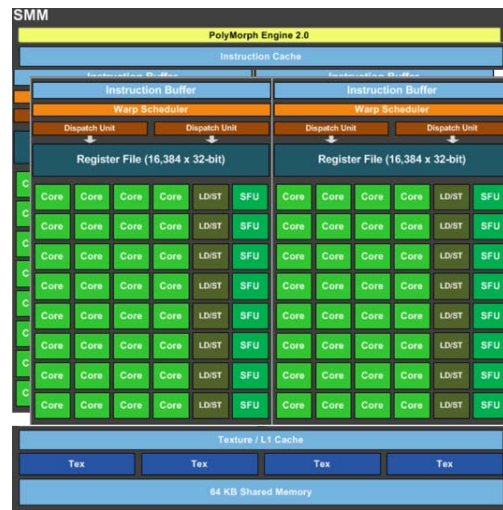 SMM
PolyMorph Engine 2.0
Instruction Cache
Instruction Buffer Instruction Buffer
Instruction Buffer Instruction Buffer
Warp Scheduler Warp Scheduler
Dispatch Unit Dispatch Unit Dispatch Unit Dispatch Unit
Register File (16,384 x 32-bit) Register File (16,384 x 32-bit)
Core Core Core Core LD/ST SFU Core Core Core Core LD/ST SFU
Core Core Core Core LD/ST SFU Core Core Core Core LD/ST SFU
Core Core Core Core LD/ST SFU Core Core Core Core LD/ST SFU
Core Core Core Core LD/ST SFU Core Core Core Core LD/ST SFU
Core Core Core Core LD/ST SFU Core Core Core Core LD/ST SFU
Core Core Core Core LD/ST SFU Core Core Core Core LD/ST SFU
Core Core Core Core LD/ST SFU Core Core Core Core LD/ST SFU
Core Core Core Core LD/ST SFU Core Core Core Core LD/ST SFU
Texture / L1 Cache
Tex Tex Tex Tex
64 KB Shared Memory